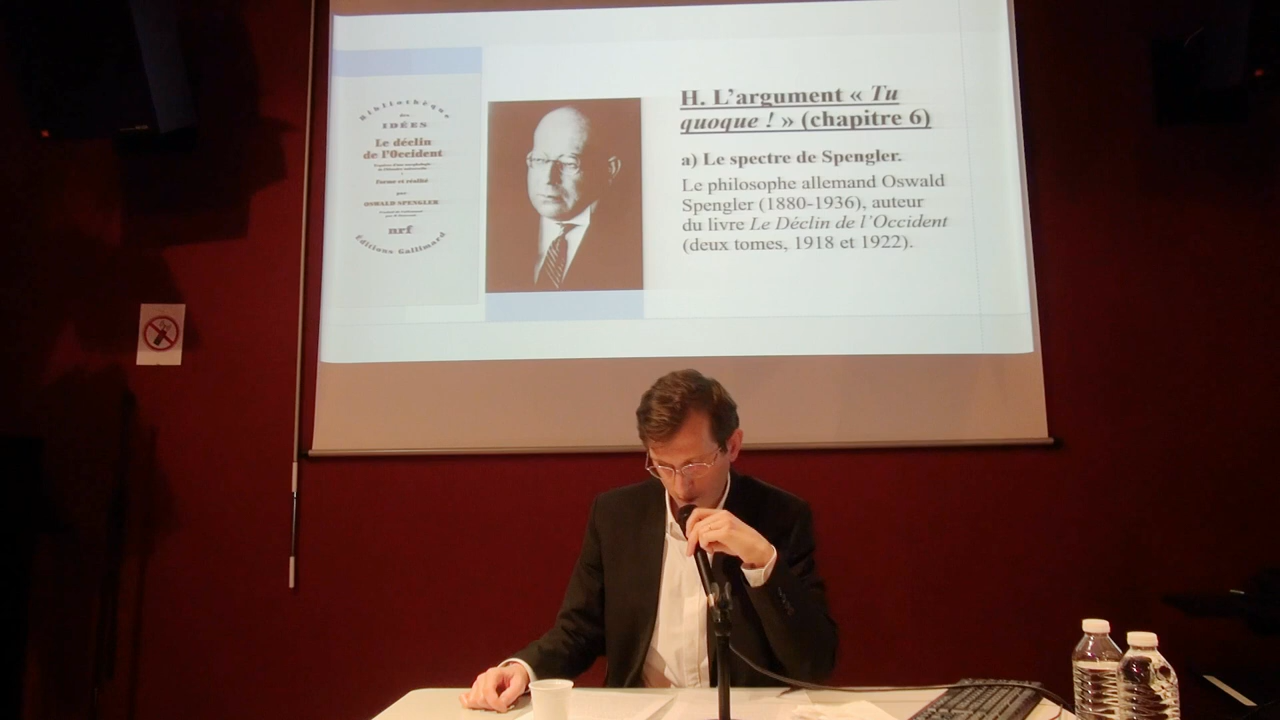 Bibliothèque
des
IDÉES
Le déclin
de l'Occident
forme et réalité
par
OSWALD SPENGLER
nrf
Éditions Gallimard
H. L'argument « Tu
quoque ! » (chapitre 6)
a) Le spectre de Spengler.
Le philosophe allemand Oswald
Spengler (1880-1936), auteur
du livre Le Déclin de l'Occident
(deux tomes, 1918 et 1922).